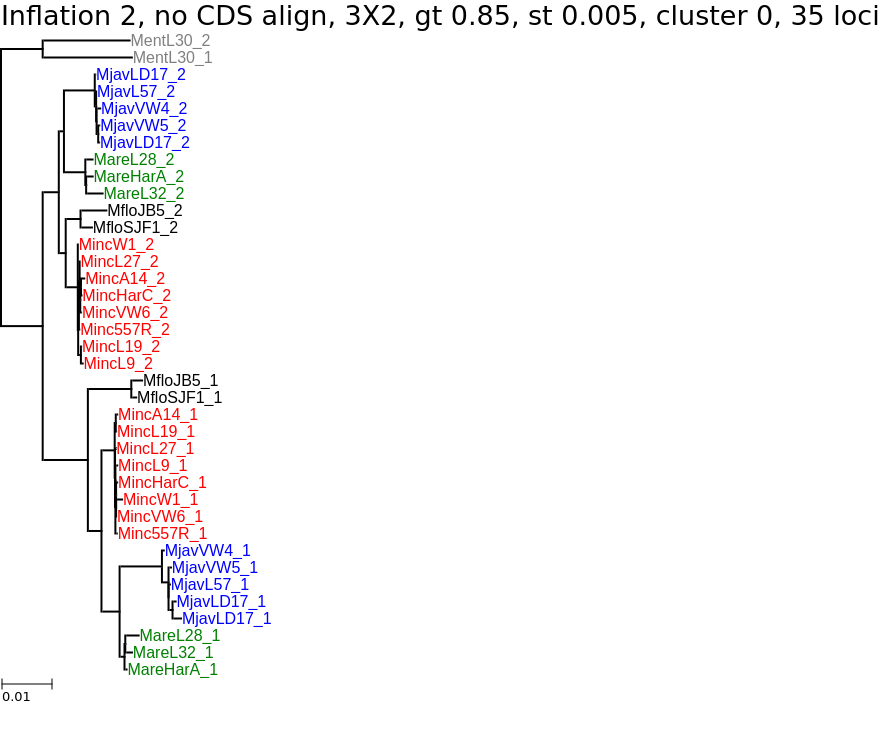 Inflation 2, no CDS align, 3X2, gt 0.85, st 0.005, cluster 0, 35 loci
MentL30_2
MentL30_1
MjavLD17_2
MjavL57_2
MjavVW4_2
MjavVW5_2
MjavLD17_2
MareL28_2
MareHarA_2
MareL32_2
MfloJB5_2
MfloSJF1_2
MincW1_2
MincL27_2
MincA14_2
MincHarC_2
MincVW6_2
Minc557R_2
MincL19_2
MincL9_2
MfloJB5_1
MfloSJF1_1
MincA14_1
MincL19_1
MincL27_1
MincL9_1
MincHarC_1
MincW1_1
MincVW6_1
Minc557R_1
MjavVW4_1
MjavVW5_1
MjavL57_1
MjavLD17_1
MjavLD17_1
MareL28_1
MareL32_1
MareHarA_1
0.01